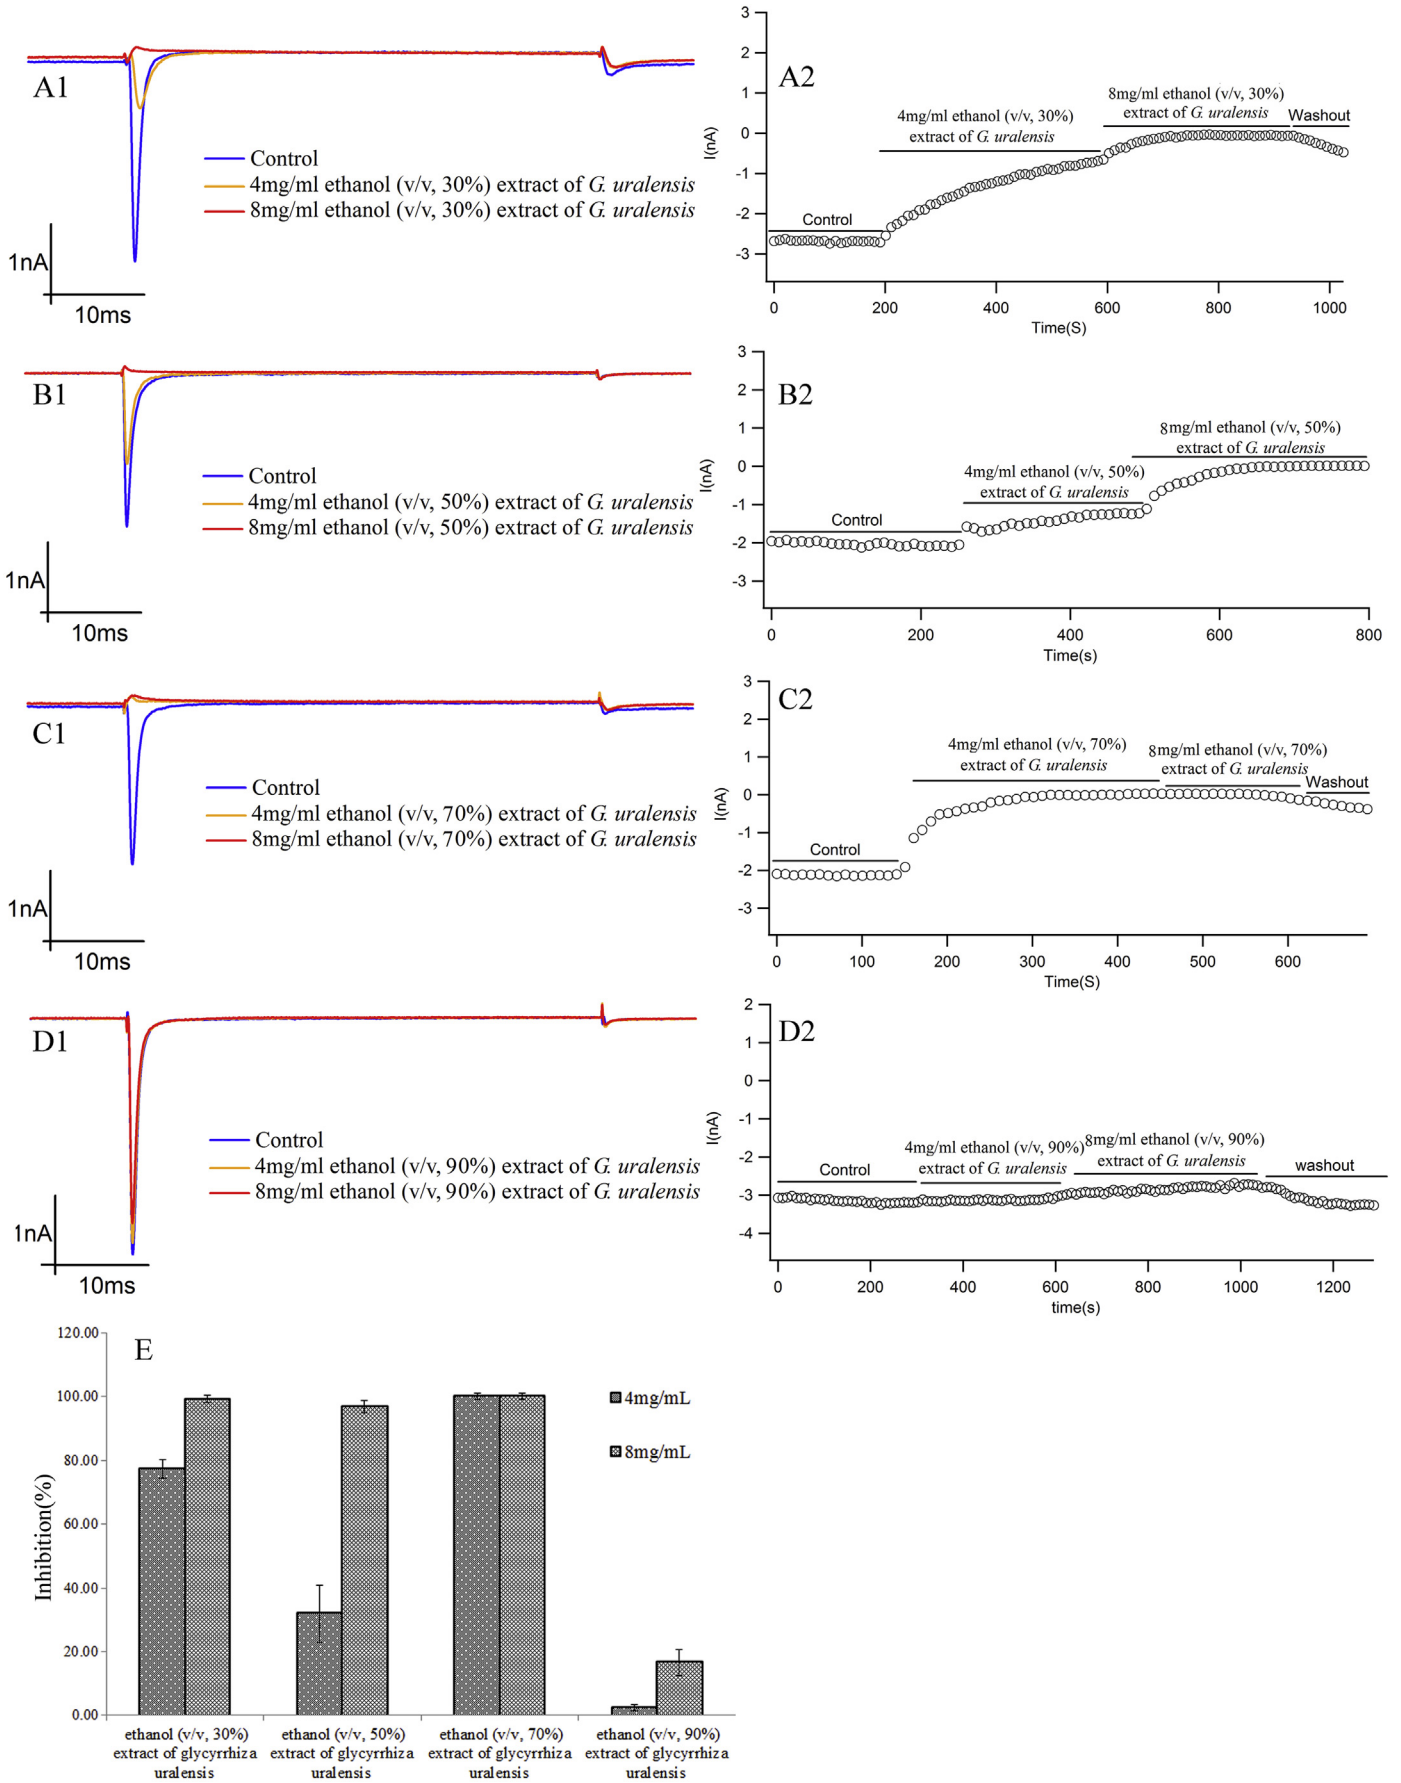 A1
Control
4mg/ml ethanol (v/v, 30%) extract of G. uralensis
8mg/ml ethanol (v/v, 30%) extract of G. uralensis
1nA
10ms
A2
3
2
1
0
-1
-2
-3
I(nA)
Control
4mg/ml ethanol (v/v, 30%)
extract of G. uralensis
8mg/ml ethanol (v/v, 30%)
extract of G. uralensis
Washout
0 200 400 600 800 1000
Time(S)
B1
Control
4mg/ml ethanol (v/v, 50%) extract of G. uralensis
8mg/ml ethanol (v/v, 50%) extract of G. uralensis
1nA
10ms
B2
3
2
1
0
-1
-2
-3
I(nA)
Control
4mg/ml ethanol (v/v, 50%)
extract of G. uralensis
8mg/ml ethanol (v/v, 50%)
extract of G. uralensis
0 200 400 600 800
Time(s)
C1
Control
4mg/ml ethanol (v/v, 70%) extract of G. uralensis
8mg/ml ethanol (v/v, 70%) extract of G. uralensis
1nA
10ms
C2
3
2
1
0
-1
-2
-3
I(nA)
Control
4mg/ml ethanol (v/v, 70%)
extract of G. uralensis
8mg/ml ethanol (v/v, 70%)
extract of G. uralensis
Washout
0 100 200 300 400 500 600
Time(S)
D1
Control
4mg/ml ethanol (v/v, 90%) extract of G. uralensis
8mg/ml ethanol (v/v, 90%) extract of G. uralensis
1nA
10ms
D2
2
1
0
-1
-2
-3
-4
I(nA)
Control
4mg/ml ethanol (v/v, 90%)
extract of G. uralensis
8mg/ml ethanol (v/v, 90%)
extract of G. uralensis
washout
0 200 400 600 800 1000 1200
time(s)
E
120.00
100.00
80.00
60.00
40.00
20.00
0.00
Inhibition(%)
4mg/mL
8mg/mL
ethanol (v/v, 30%)
extract of glycyrrhiza
uralensis
ethanol (v/v, 50%)
extract of glycyrrhiza
uralensis
ethanol (v/v, 70%)
extract of glycyrrhiza
uralensis
ethanol (v/v, 90%)
extract of glycyrrhiza
uralensis